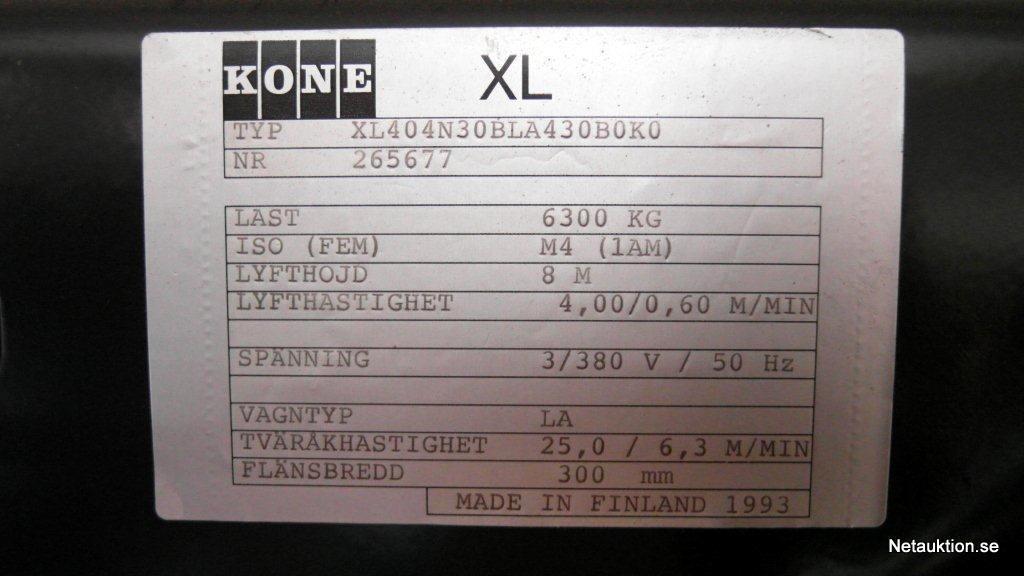 KONE XL
TYP XL404N30BLA430B0K0
NR 265677
LAST 6300 KG
ISO (FEM) M4 (1AM)
LYFTHOJD 8 M
LYFTHASTIGHET 4,00/0,60 M/MIN
SPÄNNING 3/380 V / 50 Hz
VAGNTYP LA
TVÄRÅKHASTIGHET 25,0 / 6,3 M/MIN
FLÄNSBREDD 300 mm
MADE IN FINLAND 1993
Netauktion.se